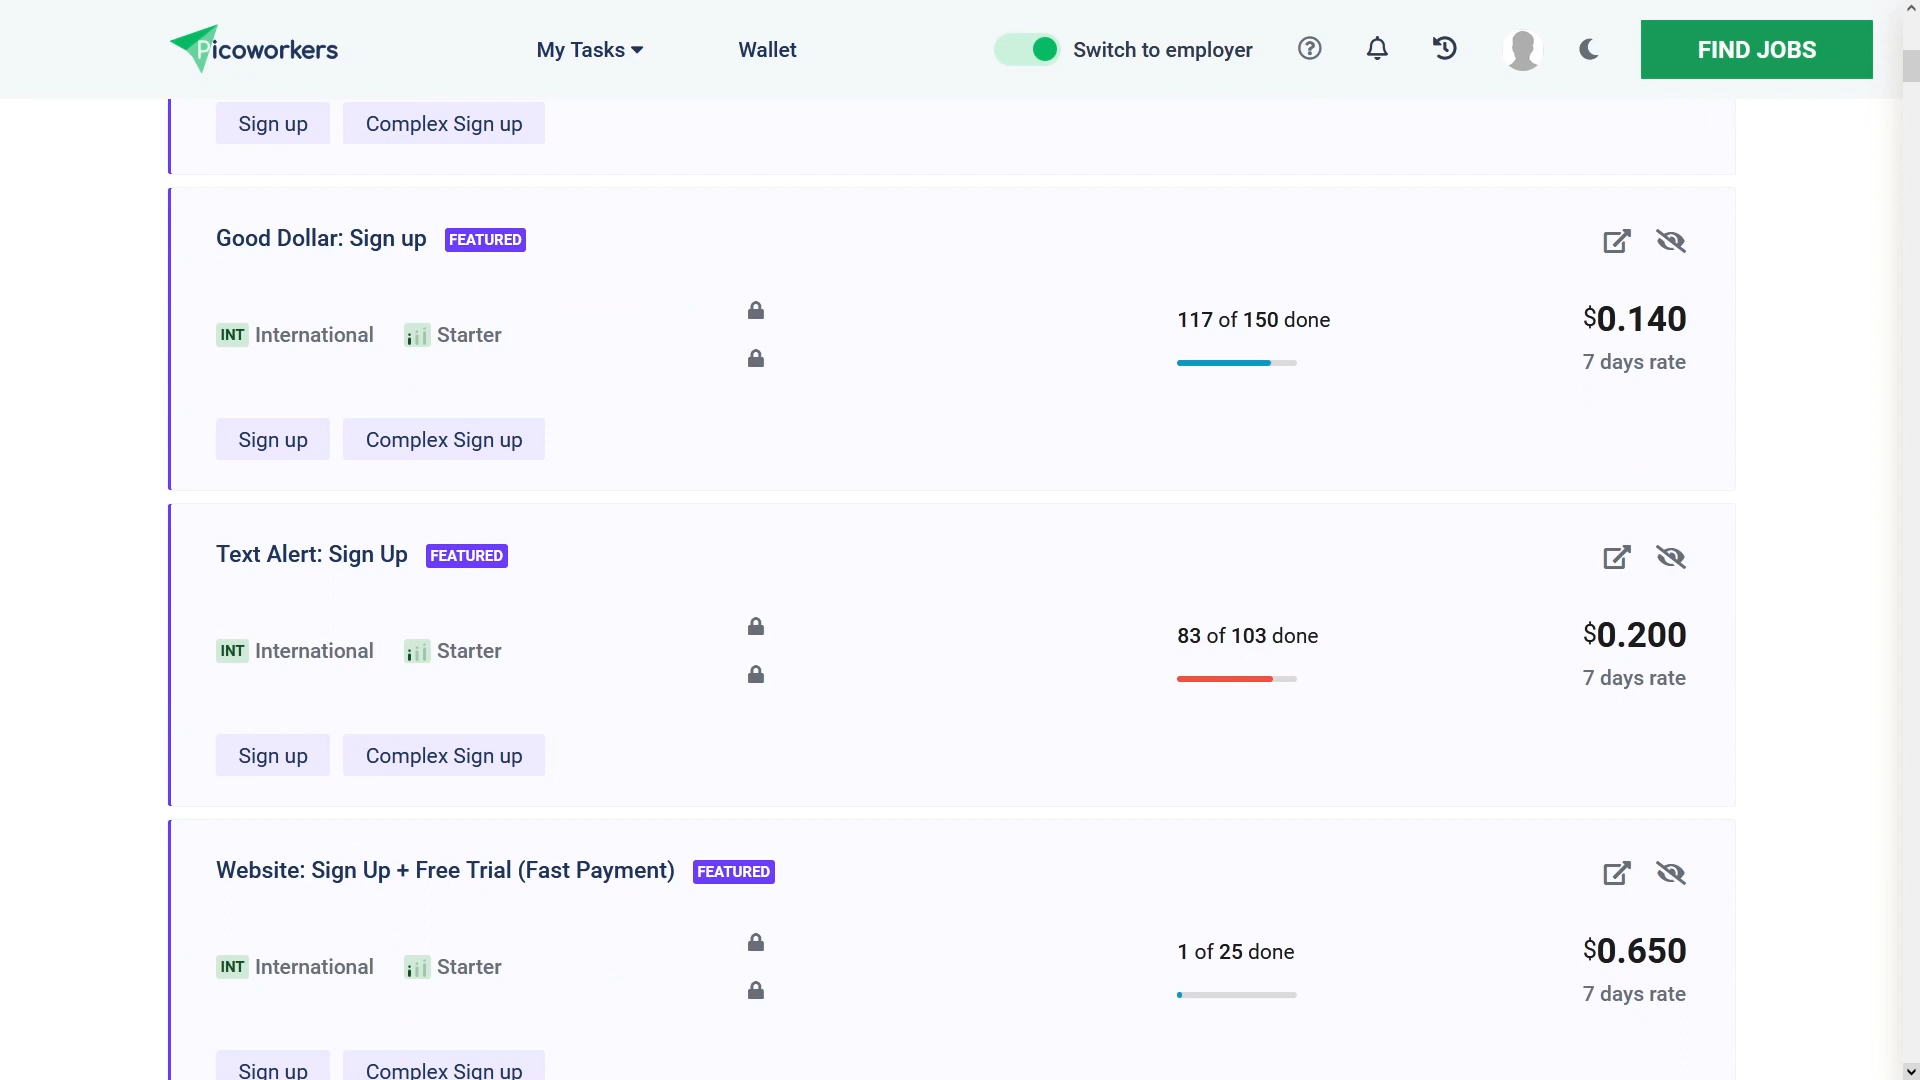 Picoworkers
My Tasks
Wallet
Switch to employer
FIND JOBS
Sign up
Complex Sign up
Good Dollar: Sign up
FEATURED
INT International
Starter
117 of 150 done
$0.140
7 days rate
Sign up
Complex Sign up
Text Alert: Sign Up
FEATURED
INT International
Starter
83 of 103 done
$0.200
7 days rate
Sign up
Complex Sign up
Website: Sign Up + Free Trial (Fast Payment)
FEATURED
INT International
Starter
1 of 25 done
$0.650
7 days rate
Sign up
Complex Sign up